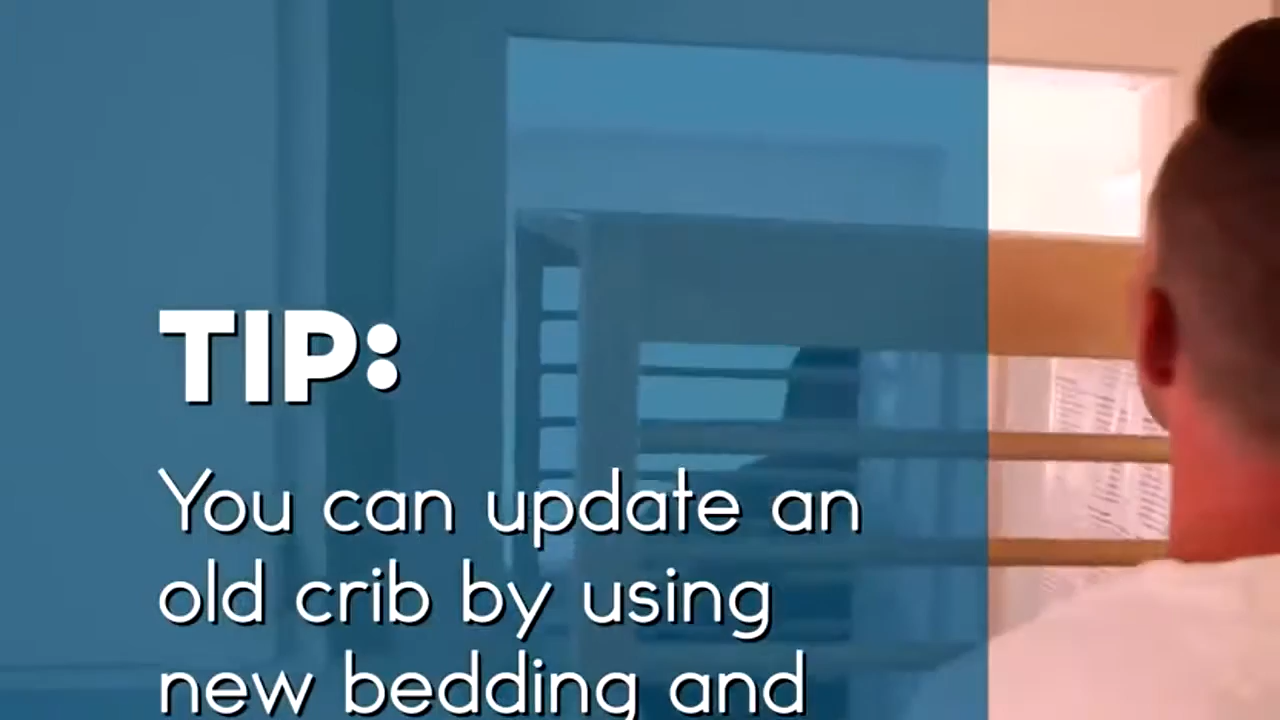 TIP:
You can update an
old crib by using
new bedding and